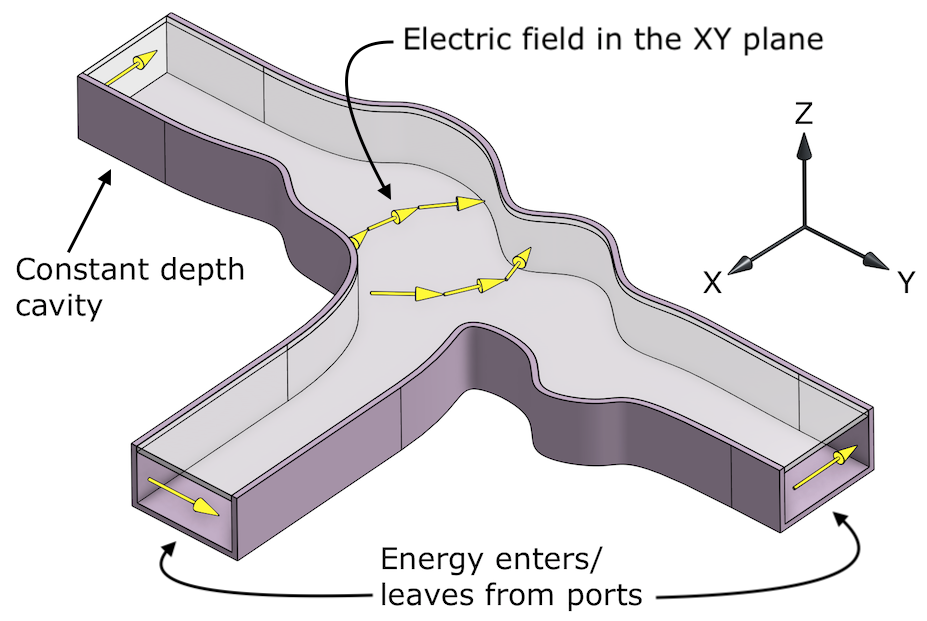 Electric field in the XY plane
Z
X
Y
Constant depth
cavity
Energy enters/
leaves from ports